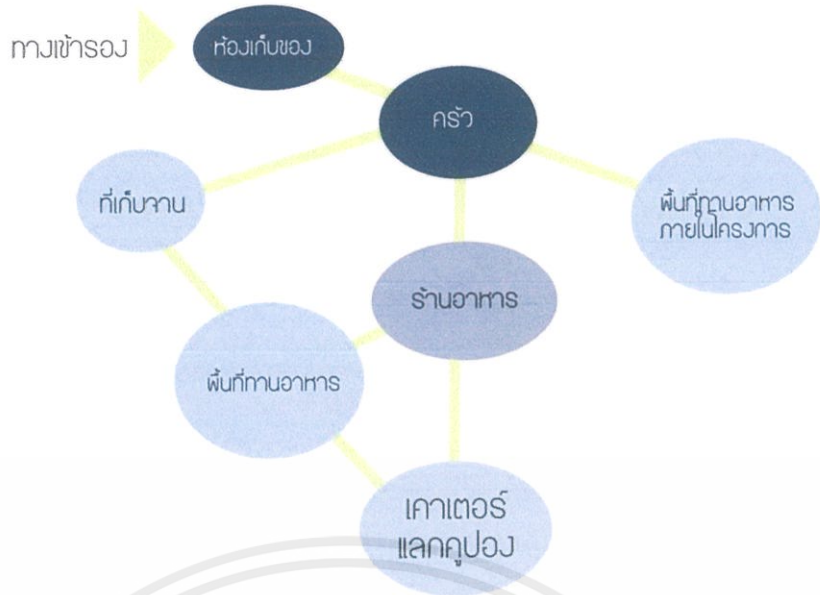 ทางเข้ารอง
ห้องเก็บของ
ครัว
ที่เก็บจาน
พื้นที่ทานอาหาร
ภายในโครงการ
ร้านอาหาร
พื้นที่ทานอาหาร
เคาเตอร์
แลกคูปอง